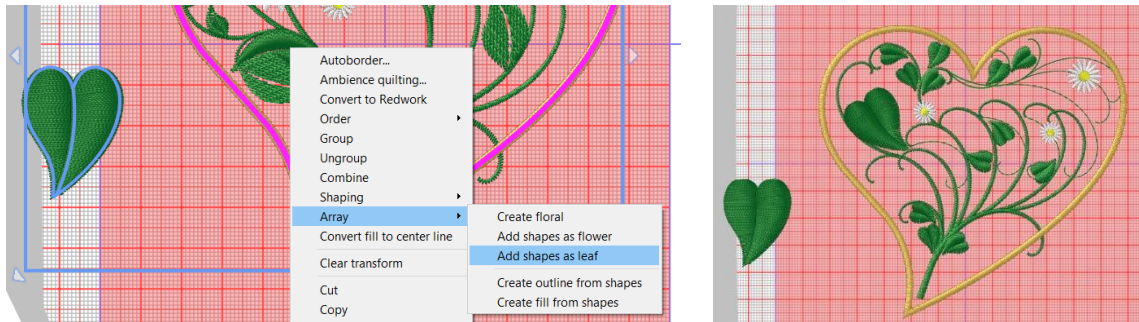 Autoborder...
Ambience quilting...
Convert to Redwork
Order
Group
Ungroup
Combine
Shaping
Array
Convert fill to center line
Clear transform
Cut
Copy
Create floral
Add shapes as flower
Add shapes as leaf
Create outline from shapes
Create fill from shapes